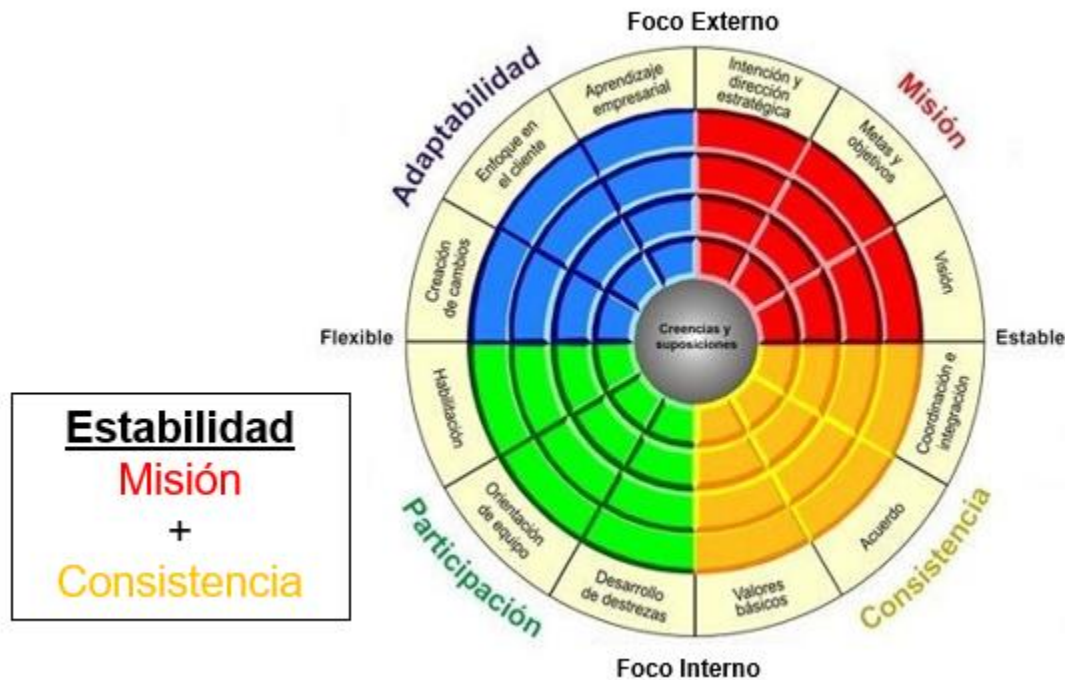 Foco Externo
Adaptabilidad
Misión
Aprendizaje
empresarial
Intención y
dirección
estratégica
Enfoque en
el cliente
Metas y
objetivos
Creación
de cambios
Visión
Flexible
Creencias y
suposiciones
Estable
Habilitación
Coordinación e
integración
Orientación
de equipo
Acuerdo
Desarrollo
de destrezas
Valores
básicos
Participación
Consistencia
Foco Interno
Estabilidad
Misión
+
Consistencia